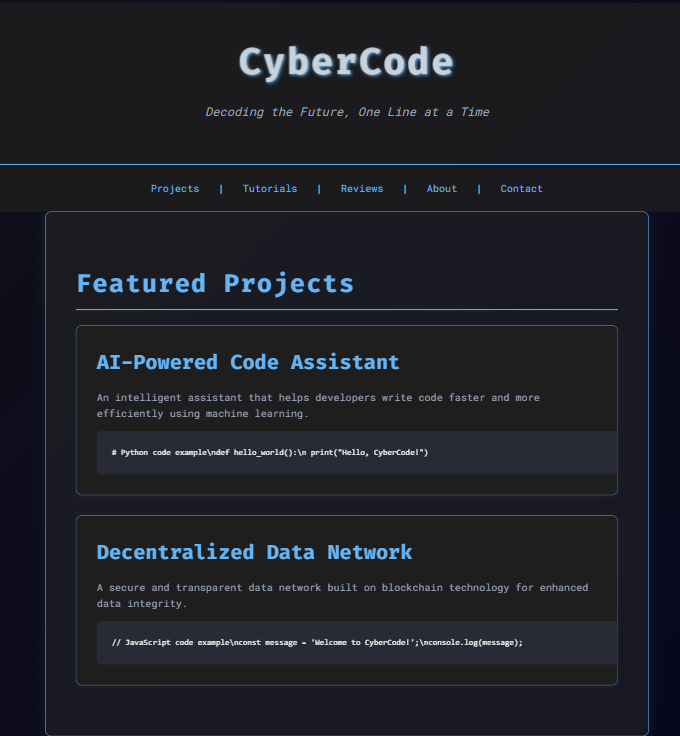 CyberCode
Decoding the Future, One Line at a Time
Projects | Tutorials | Reviews | About | Contact
Featured Projects
AI-Powered Code Assistant
An intelligent assistant that helps developers write code faster and more
efficiently using machine learning.
# Python code example\ndef hello_world():\n print("Hello, CyberCode!")
Decentralized Data Network
A secure and transparent data network built on blockchain technology for enhanced
data integrity.
// JavaScript code example\nconst message = 'Welcome to CyberCode!';\nconsole.log(message);